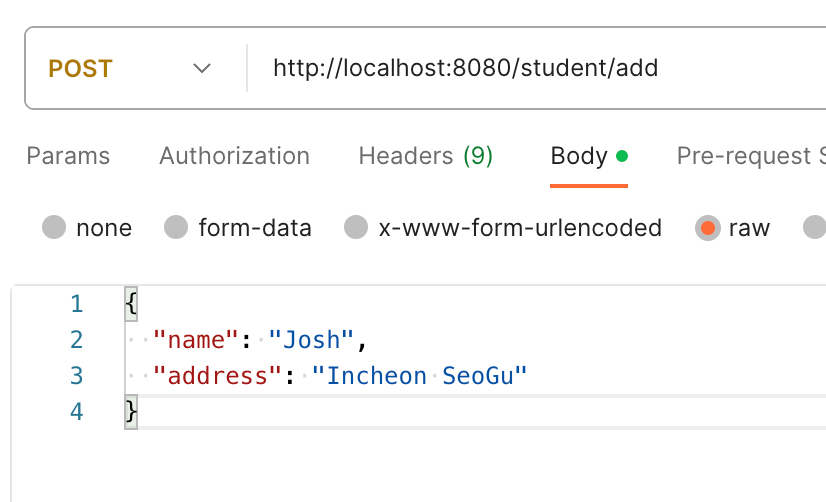 POST http://localhost:8080/student/add
Params Authorization Headers (9) Body Pre-request S
none form-data x-www-form-urlencoded raw
1 {
2 "name": "Josh",
3 "address": "Incheon SeoGu"
4 }